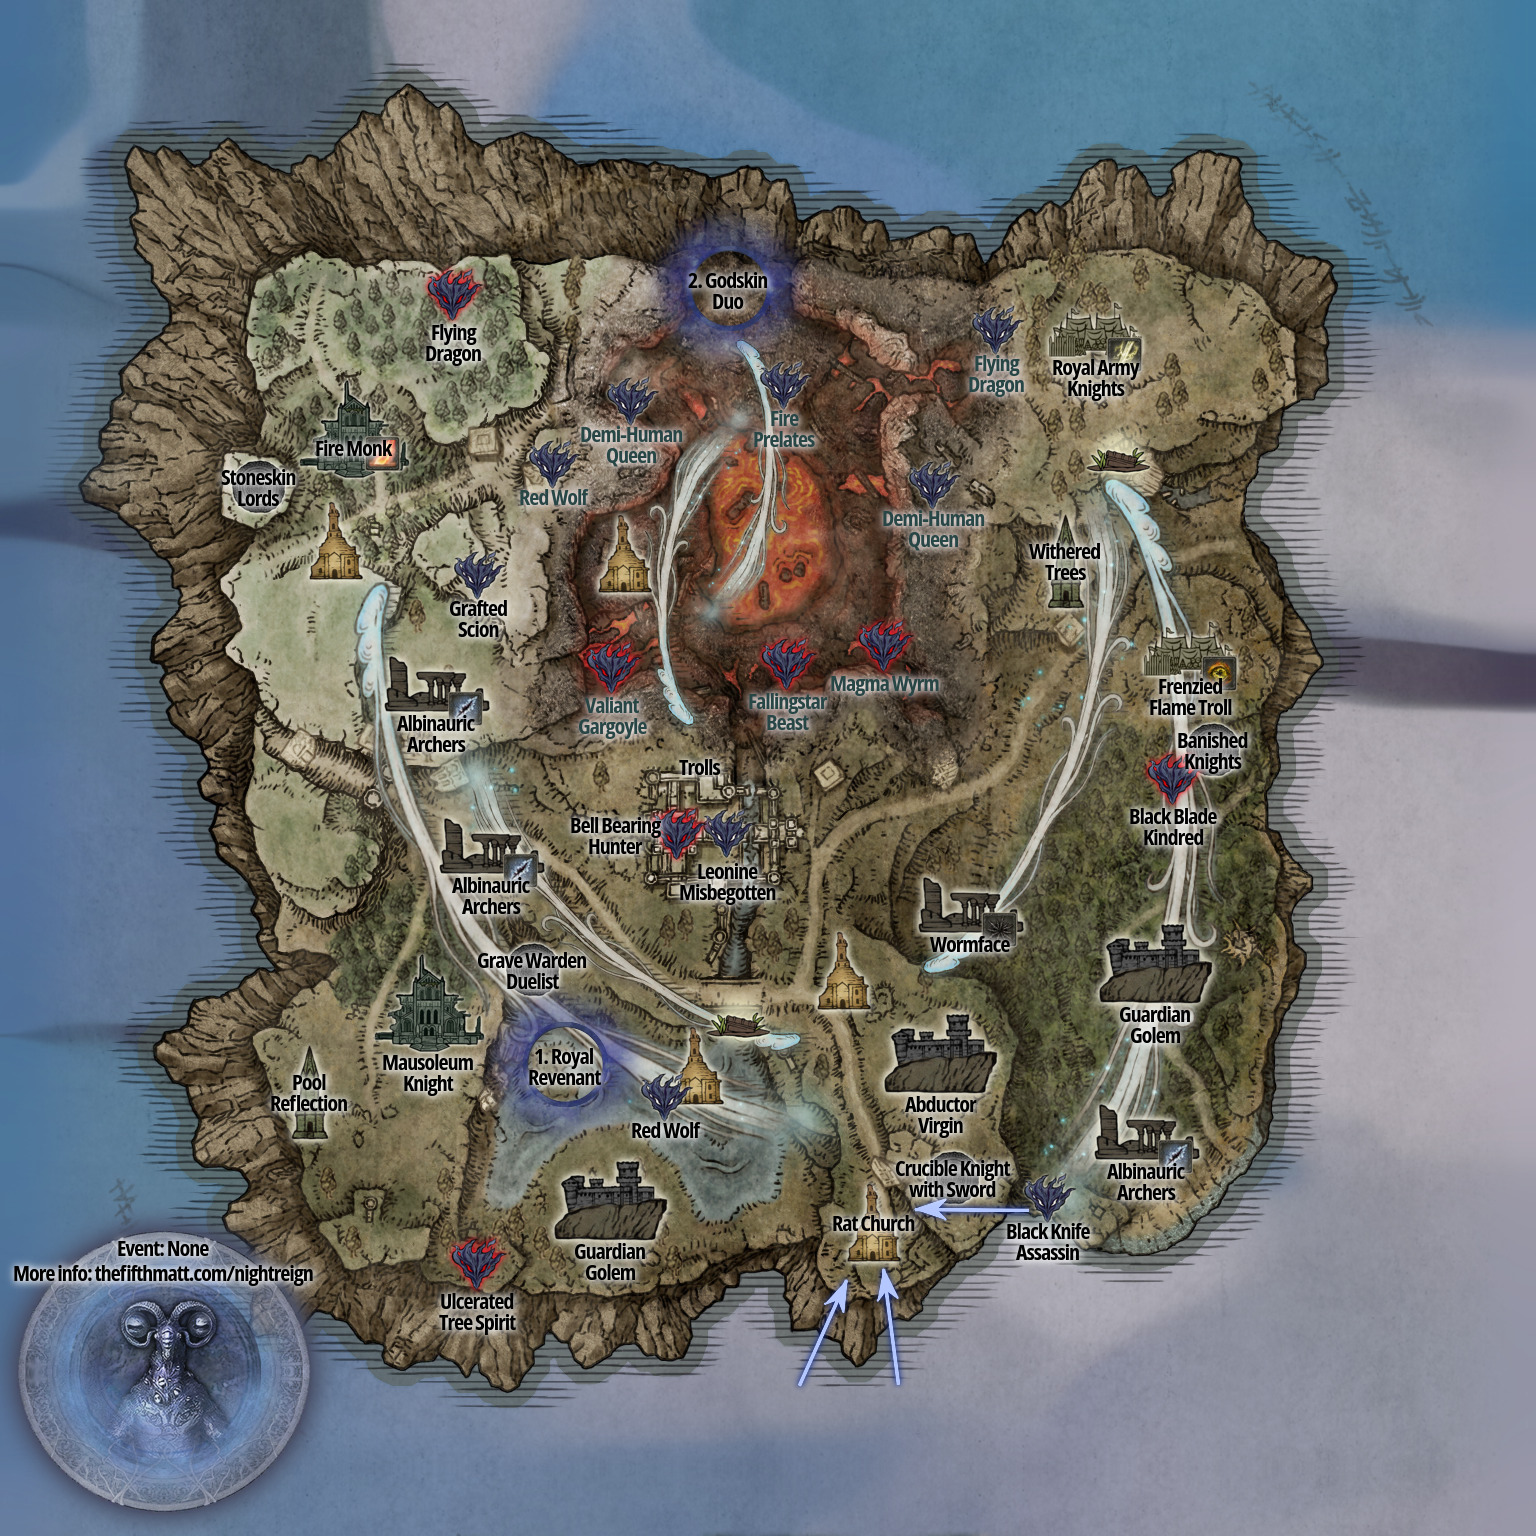 2. Godskin
Duo
Flying
Dragon
Flying
Dragon
Royal Army
Knights
Fire
Prelates
Demi-Human
Queen
Fire Monk
Stoneskin
Lords
Red Wolf
Demi-Human
Queen
Withered
Trees
Grafted
Scion
Frenzied
Flame Troll
Magma Wyrm
Valiant
Gargoyle
Fallingstar
Beast
Albinauric
Archers
Banished
Knights
Trolls
Bell Bearing
Hunter
Black Blade
Kindred
Leonine
Misbegotten
Albinauric
Archers
Wormface
Grave Warden
Duelist
Guardian
Golem
Mausoleum
Knight
1. Royal
Revenant
Pool
Reflection
Abductor
Virgin
Red Wolf
Crucible Knight
with Sword
Albinauric
Archers
Rat Church
Black Knife
Assassin
Guardian
Golem
Ulcerated
Tree Spirit
Event: None
More info: thefifthmatt.com/nightreign